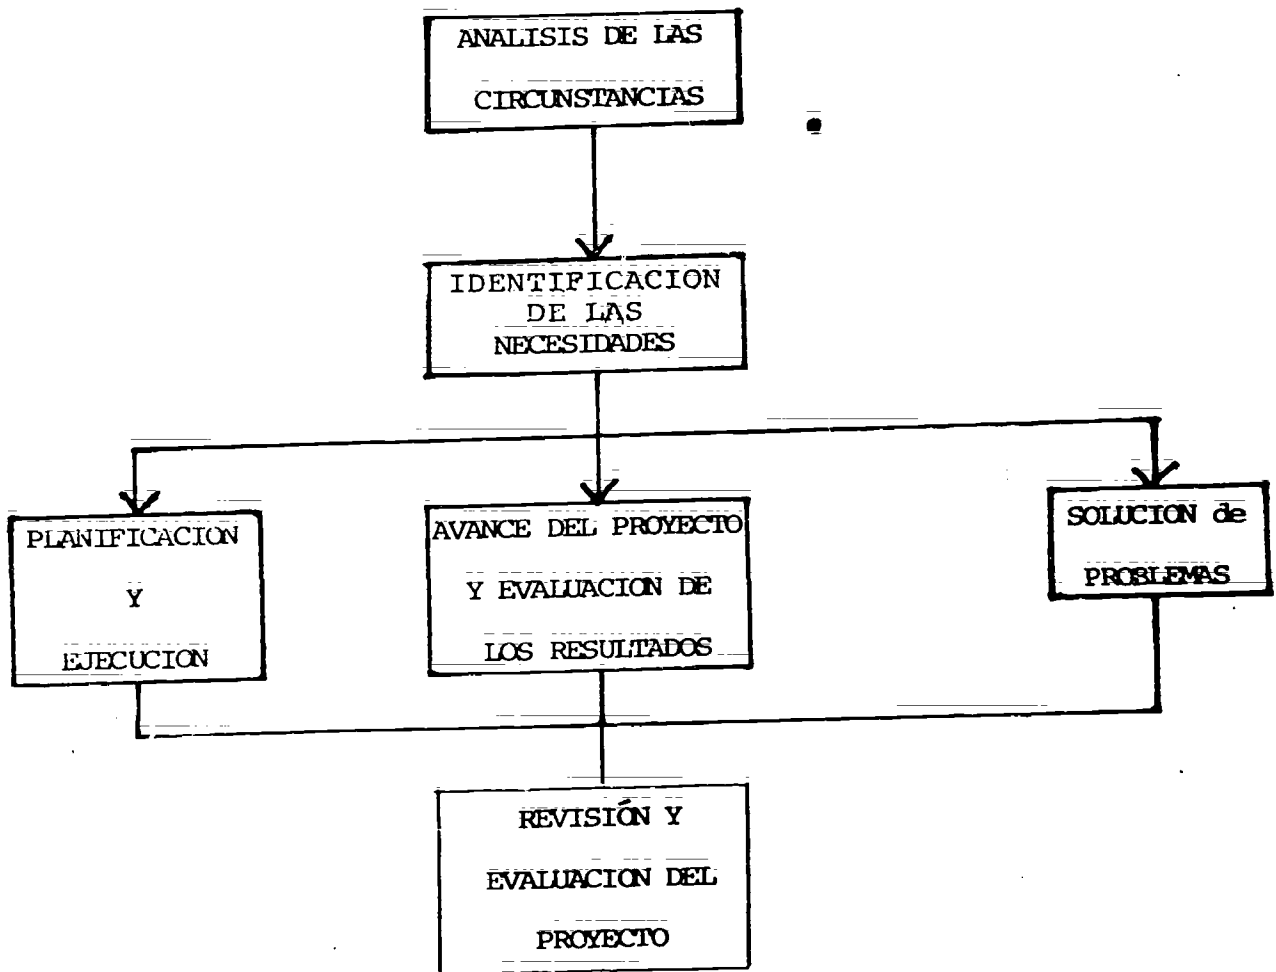 ANALISIS DE LAS
CIRCUNSTANCIAS
IDENTIFICACION
DE LAS
NECESIDADES
PLANIFICACION
Y
EJECUCION
AVANCE DEL PROYECTO
Y EVALUACION DE
LOS RESULTADOS
SOLUCION de
PROBLEMAS
REVISIÓN Y
EVALUACION DEL
PROYECTO